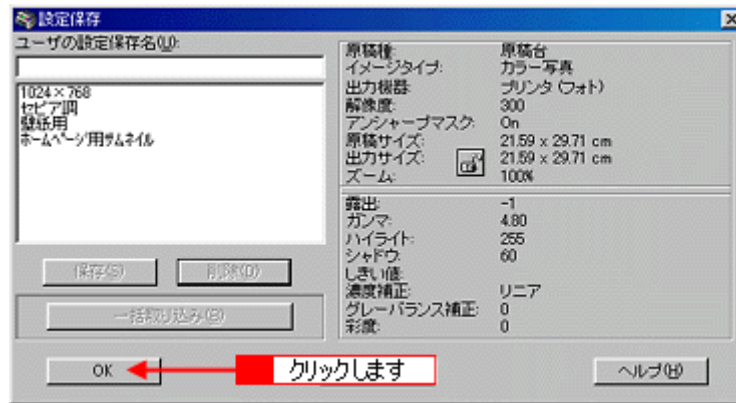 設定保存
ユーザの設定保存名(U):
1024×768
セピア調
壁紙用
ホームページ用サムネイル
保存(S)
削除(D)
一括取り込み(B)
原稿種: 原稿台
イメージタイプ: カラー写真
出力機器: プリンタ (フォト)
解像度: 300
アンシャープマスク: On
原稿サイズ: 21.59 x 29.71 cm
出力サイズ: 21.59 x 29.71 cm
ズーム: 100%
露出: -1
ガンマ: 4.80
ハイライト: 255
シャドウ: 60
しきい値:
濃度補正: リニア
グレーバランス補正: 0
彩度: 0
OK
クリックします
ヘルプ(H)